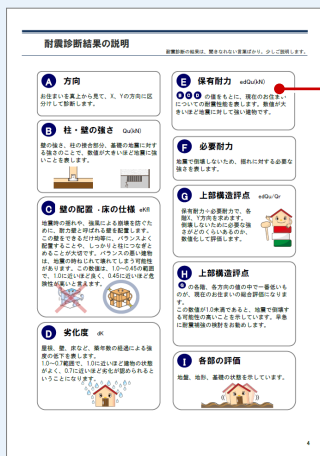 耐震診断結果の説明
耐震診断の結果は、聞きなれない言葉ばかり。少しご説明します。
A 方向
お住まいを真上から見て、X、Yの方向に区
分けして診断します。
B 柱・壁の強さ Qu(kN)
壁の強さ、柱の接合部分、基礎の地震に対す
る強さのことで、数値が大きいほど地震に強
いことを表します。
C 壁の配置・床の仕様 eKfl
地震時の揺れや、強風による崩壊を防ぐた
めに、耐力壁と呼ばれる壁を配置します。こ
の壁をできるだけ均等に、バランスよく
配置することや、しっかりと柱につなぎと
めることが大切です。バランスの悪い建物
は、地震の時ねじれて壊れてしまう可能性
があります。この数値は、1.0～0.45の範囲
で、1.0に近いほど良く、0.45に近いほど危
険性が高いと言えます。
D 劣化度 dK
屋根、壁、床など、築年数の経過による強
度の低下を表します。
1.0～0.7範囲で、1.0に近いほど建物の状態
がよく、0.7に近いほど劣化が認められると
いうことになります。
E 保有耐力 edQu(kN)
B C D の値をもとに、現在のお住まい
についての耐震性能を表します。数値が大
きいほど地震に対して強い建物です。
F 必要耐力
地震で倒壊しないため、揺れに対する必要な
強さを表します。
G 上部構造評点 edQu/Qr
保有耐力÷必要耐力で、各
階X、Y方向を求めます。
倒壊しないために必要な強
さがどのくらいあるのか、
数値化して評価します。
H 上部構造評点
G の各階、各方向の値の中で一番低いも
のが、現在のお住まいの総合評価になりま
す。
この数値が1.0未満であると、地震で倒壊す
る可能性の高いことを示しています。早急
に耐震補強の検討をお勧めします。
I 各部の評価
地盤、地形、基礎の状態を示しています。
4